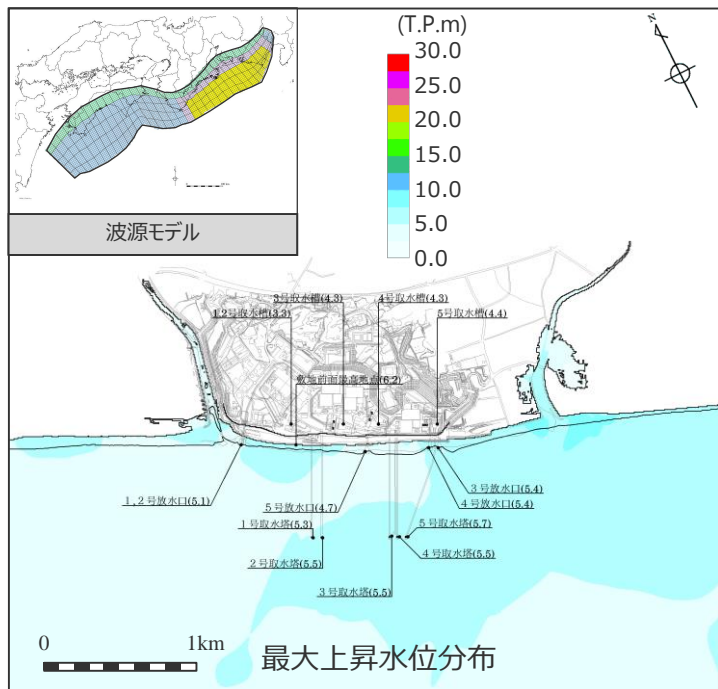 波源モデル
(T.P.m)
30.0
25.0
20.0
15.0
10.0
5.0
0.0
N
3号取水槽(4.3)
4号取水槽(4.3)
1,2号取水槽(3.3)
5号取水槽(4.4)
敷地前面最高地点(6.2)
1,2号放水口(5.1)
5号放水口(4.7)
3号放水口(5.4)
4号放水口(5.4)
1号取水塔(5.3)
5号取水塔(5.7)
2号取水塔(5.5)
4号取水塔(5.5)
3号取水塔(5.5)
0 1km
最大上昇水位分布